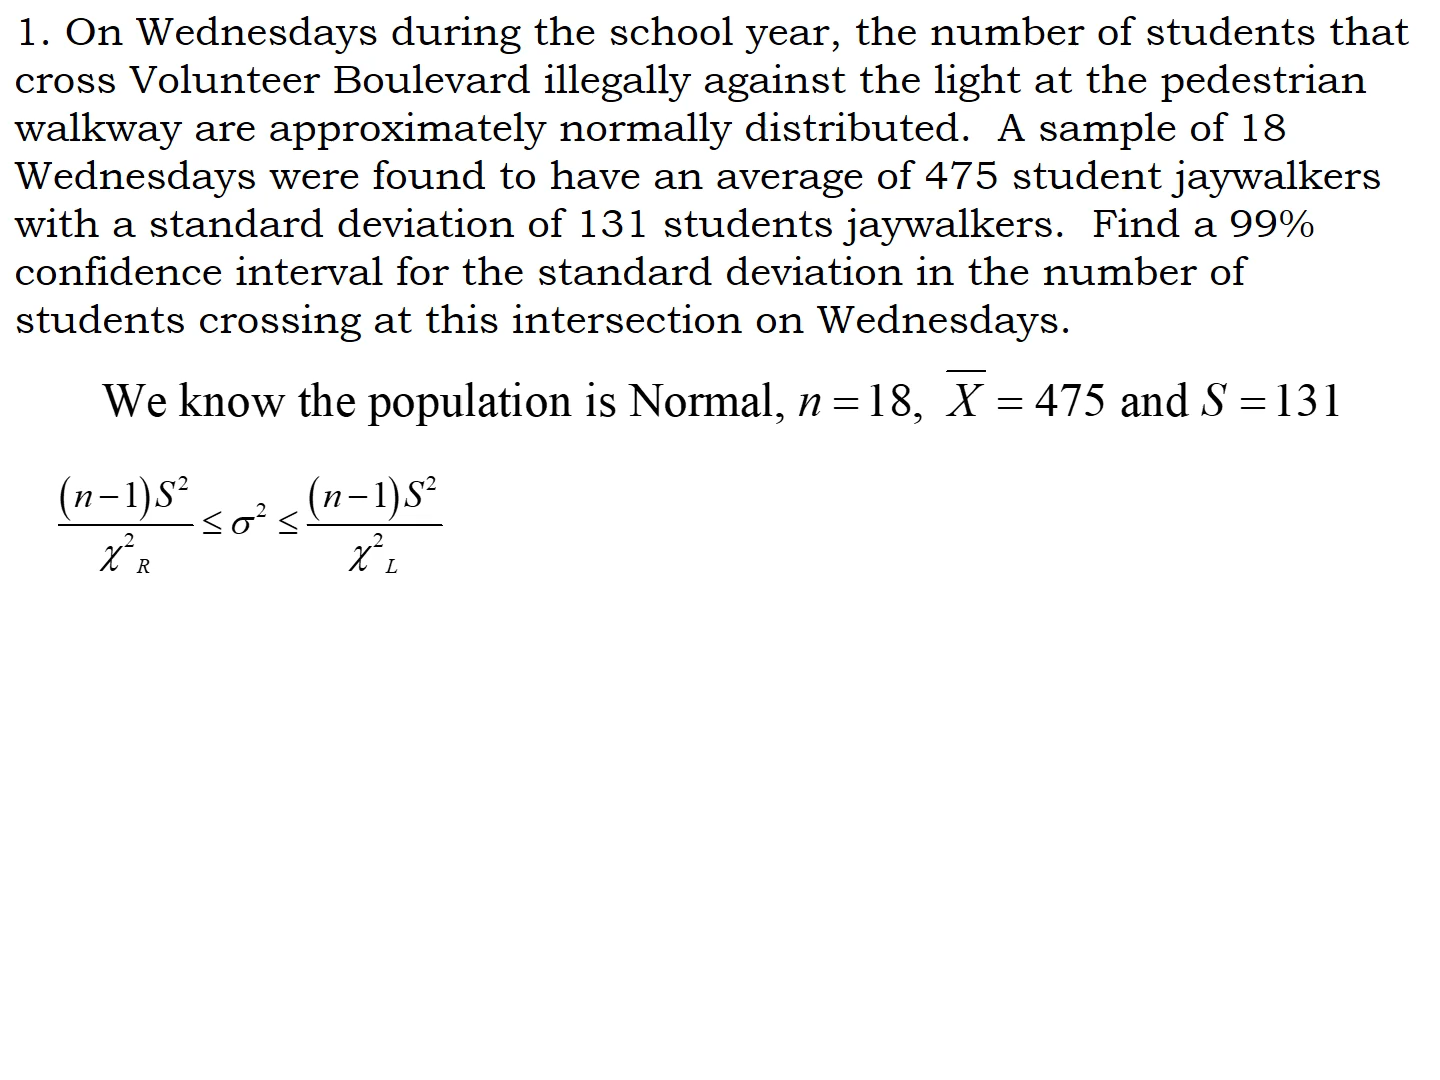 1. On Wednesdays during the school year, the number of students that
cross Volunteer Boulevard illegally against the light at the pedestrian
walkway are approximately normally distributed.  A sample of 18
Wednesdays were found to have an average of 475 student jaywalkers
with a standard deviation of 131 students jaywalkers.  Find a 99%
confidence interval for the standard deviation in the number of
students crossing at this intersection on Wednesdays.
We know the population is Normal, n = 18, X̅ = 475 and S = 131
(n−1)S²/χ²_R ≤ σ² ≤ (n−1)S²/χ²_L